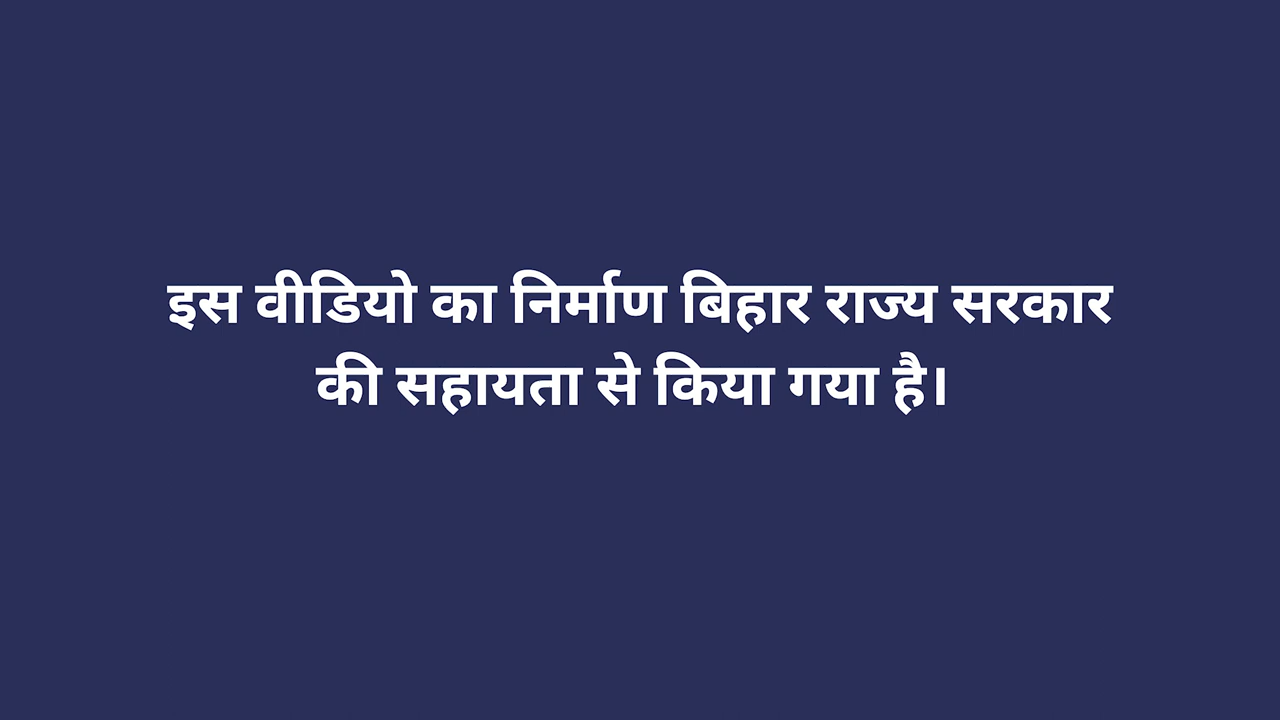 इस वीडियो का निर्माण बिहार राज्य सरकार
की सहायता से किया गया है।